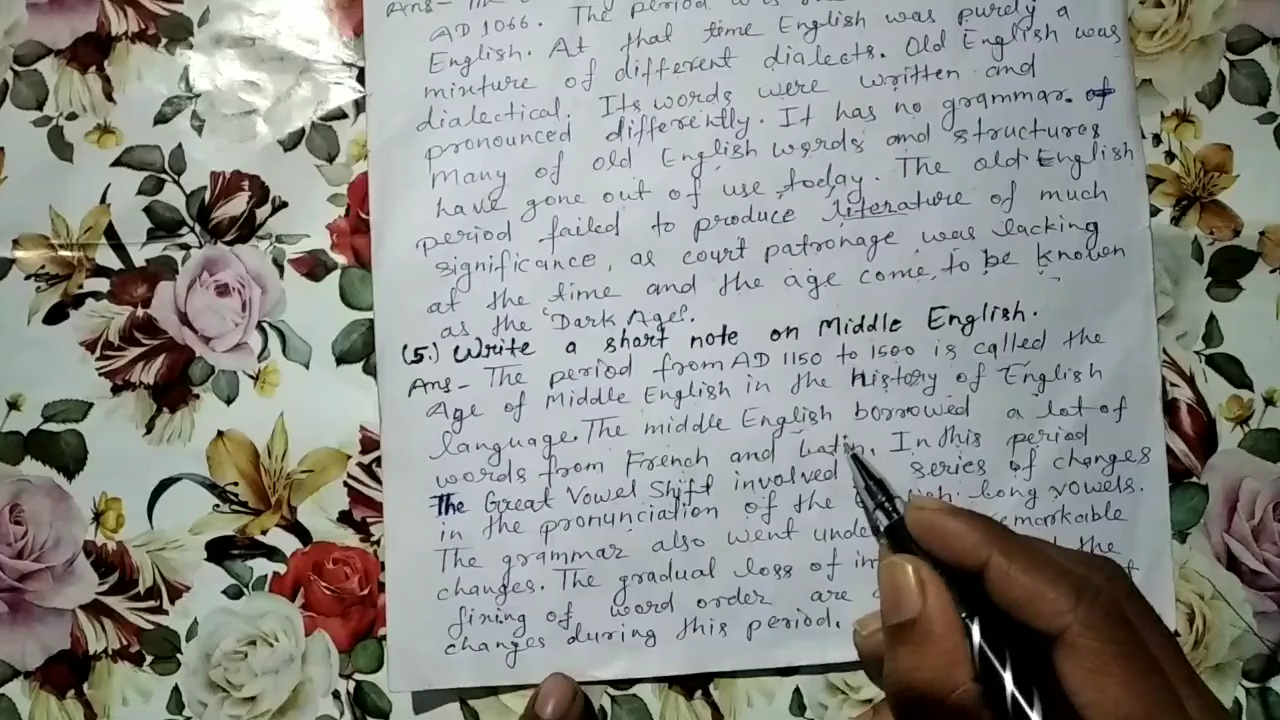 Ans-
AD 1066. The period was
English. At that time English was purely a
mixture of different dialects. Old English was
dialectical. Its words were written and
pronounced differently. It has no grammar.
Many of old English words and structures
have gone out of use today. The old English
period failed to produce literature of much
significance, as court patronage was lacking
at the time and the age come to be known
as the 'Dark Age'.
(5.) Write a short note on Middle English.
Ans- The period from AD 1150 to 1500 is called the
Age of Middle English in the History of English
language. The middle English borrowed a lot of
words from French and Latin. In this period
The Great Vowel Shift involved series of changes
in the pronunciation of the long vowels.
The grammar also went
changes. The gradual loss of the
fixing of word order are
changes during this period.